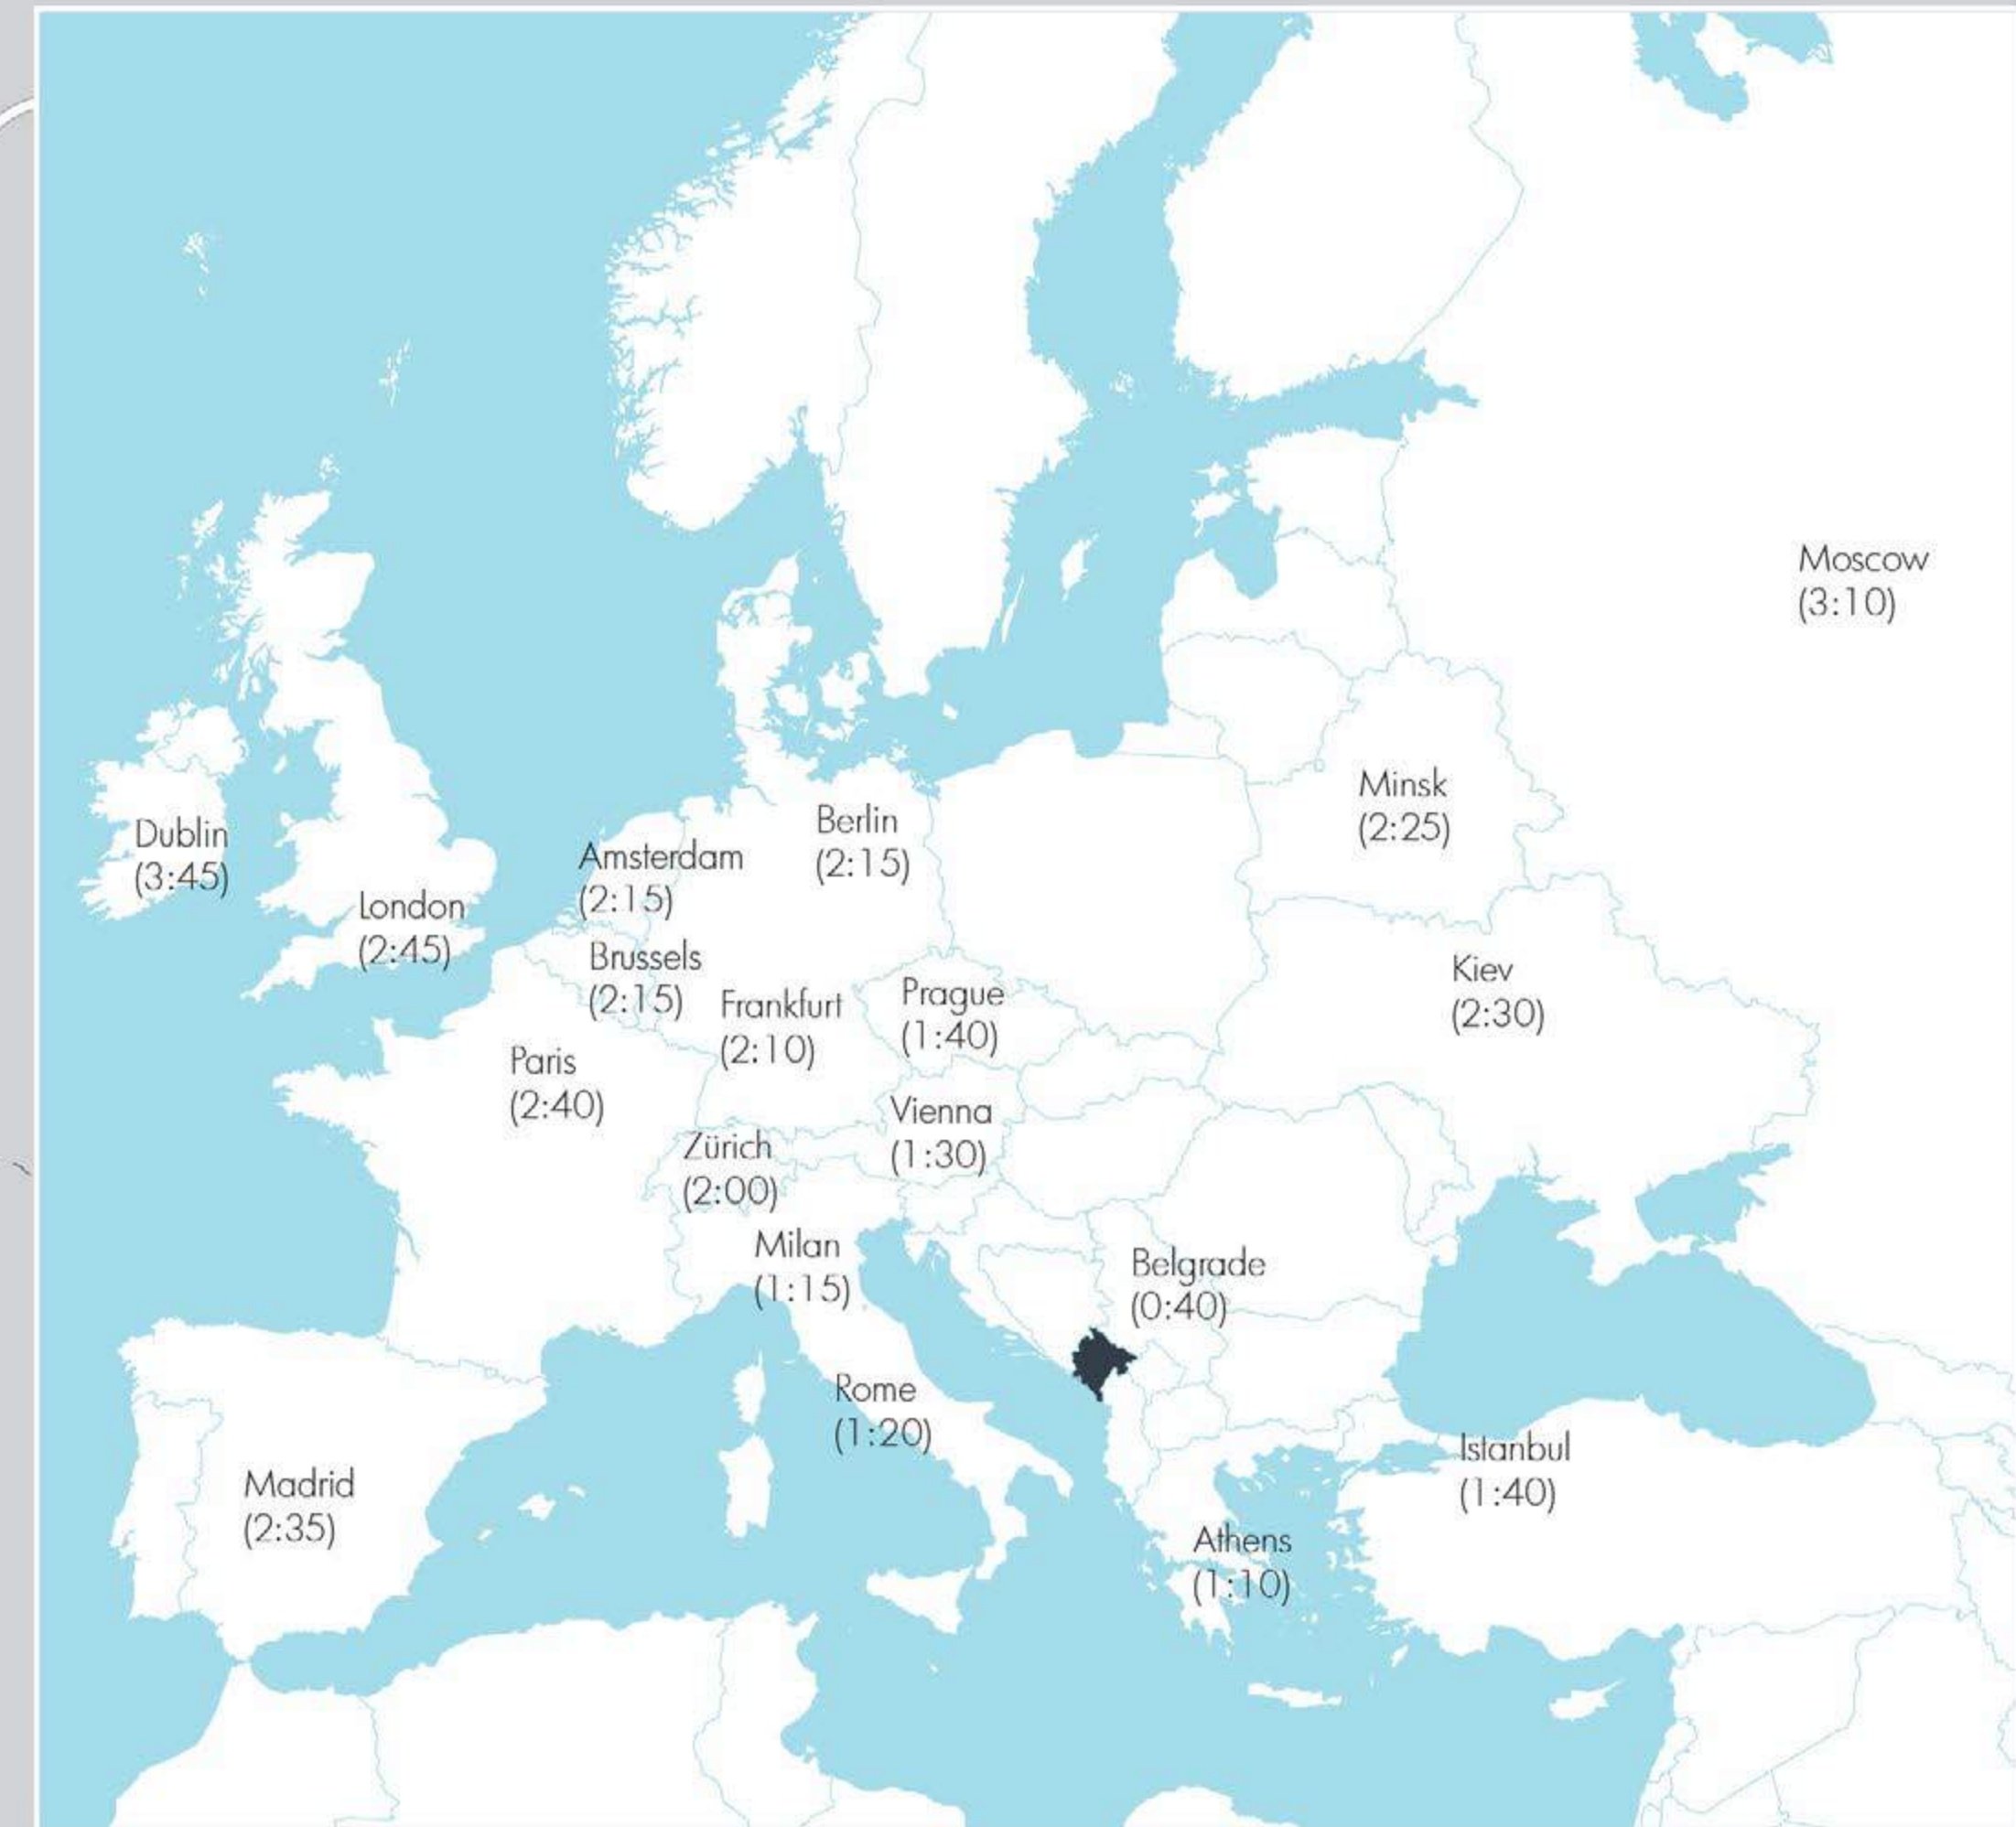 Moscow
(3:10)
Minsk
(2:25)
Berlin
(2:15)
Dublin
(3:45)
Amsterdam
(2:15)
London
(2:45)
Brussels
(2:15)
Kiev
(2:30)
Prague
(1:40)
Frankfurt
(2:10)
Paris
(2:40)
Vienna
(1:30)
Zürich
(2:00)
Milan
(1:15)
Belgrade
(0:40)
Rome
(1:20)
Istanbul
(1:40)
Madrid
(2:35)
Athens
(1:10)